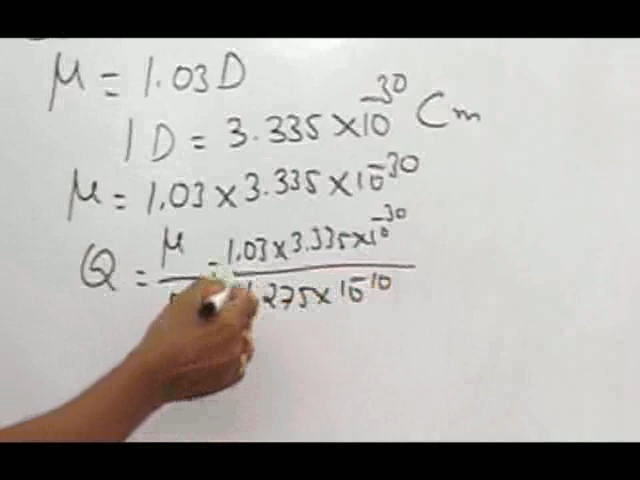 μ = 1.03 D
1 D = 3.335 × 10⁻³⁰ Cm
μ = 1.03 × 3.335 × 10⁻³⁰
Q = μ = 1.03 × 3.335 × 10⁻³⁰
1.275 × 10⁻¹⁰